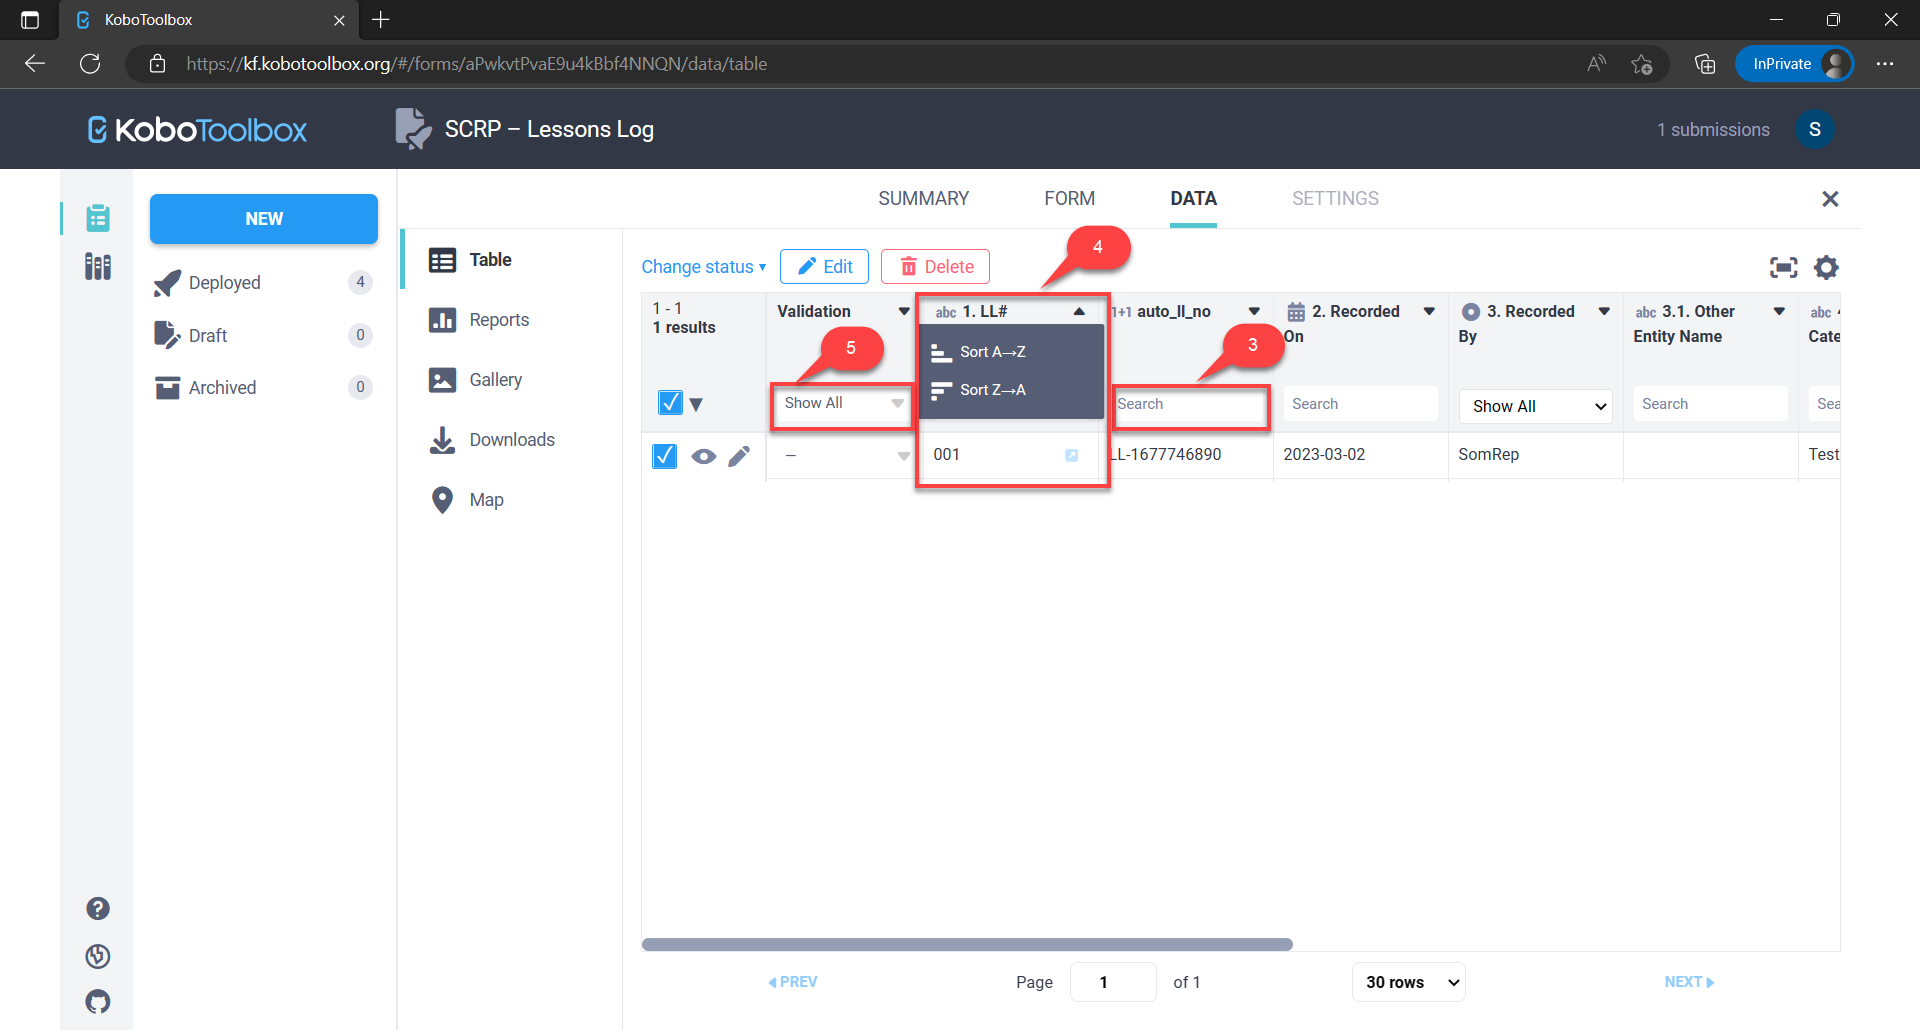 KoboToolbox
https://kf.kobotoolbox.org/#/forms/aPwkvtPvaE9u4kBbf4NNQN/data/table
InPrivate
KoboToolbox
SCRP – Lessons Log
1 submissions
S
NEW
Deployed 4
Draft 0
Archived 0
SUMMARY FORM DATA SETTINGS
Table
Reports
Gallery
Downloads
Map
Change status Edit Delete
4
1 - 1
1 results
Validation
abc 1. LL#
1+1 auto_ll_no
2. Recorded
On
3. Recorded
By
abc 3.1. Other
Entity Name
abc
Cate
5
3
Sort A→Z
Sort Z→A
Show All
Search
Search
Show All
Search
Sea
— 001 LL-1677746890 2023-03-02 SomRep Test
PREV Page 1 of 1 30 rows NEXT